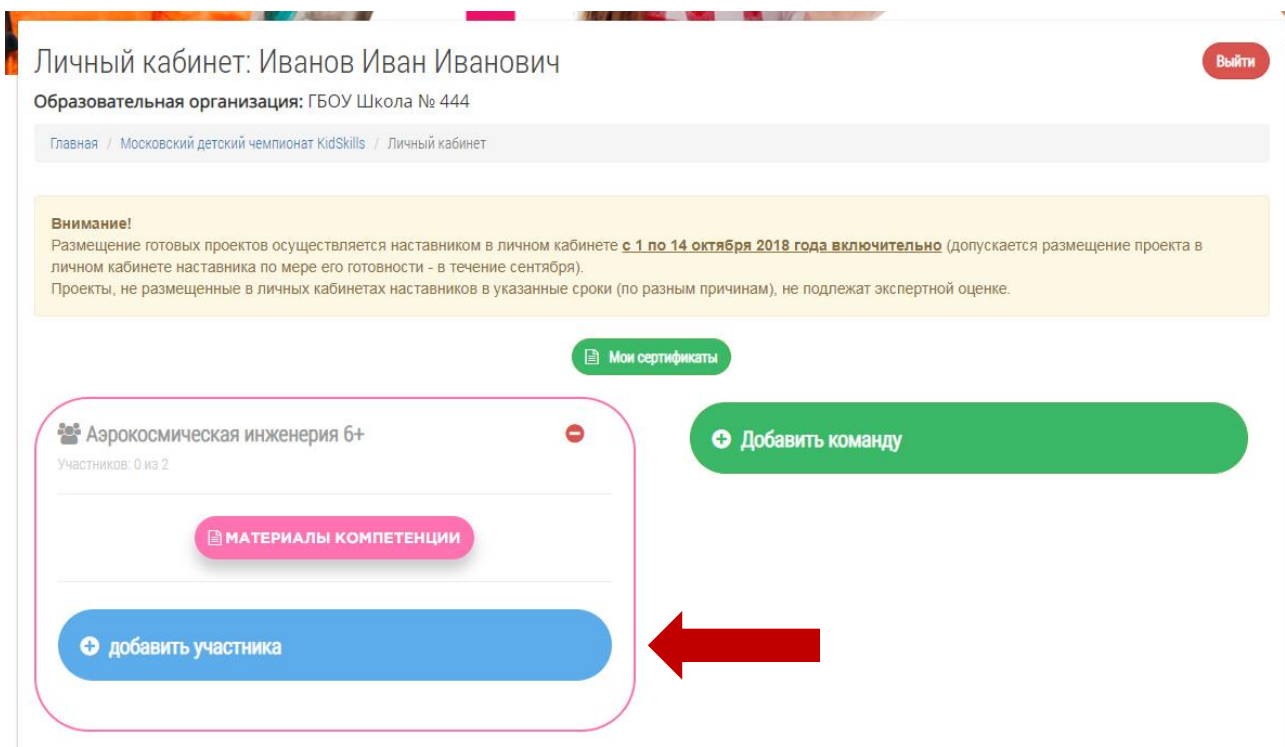 Личный кабинет: Иванов Иван Иванович
Выйти
Образовательная организация: ГБОУ Школа № 444
Главная / Московский детский чемпионат KidSkills / Личный кабинет
Внимание!
Размещение готовых проектов осуществляется наставником в личном кабинете с 1 по 14 октября 2018 года включительно (допускается размещение проекта в
личном кабинете наставника по мере его готовности - в течение сентября).
Проекты, не размещенные в личных кабинетах наставников в указанные сроки (по разным причинам), не подлежат экспертной оценке.
Мои сертификаты
Аэрокосмическая инженерия 6+
Участников: 0 из 2
МАТЕРИАЛЫ КОМПЕТЕНЦИИ
добавить участника
Добавить команду